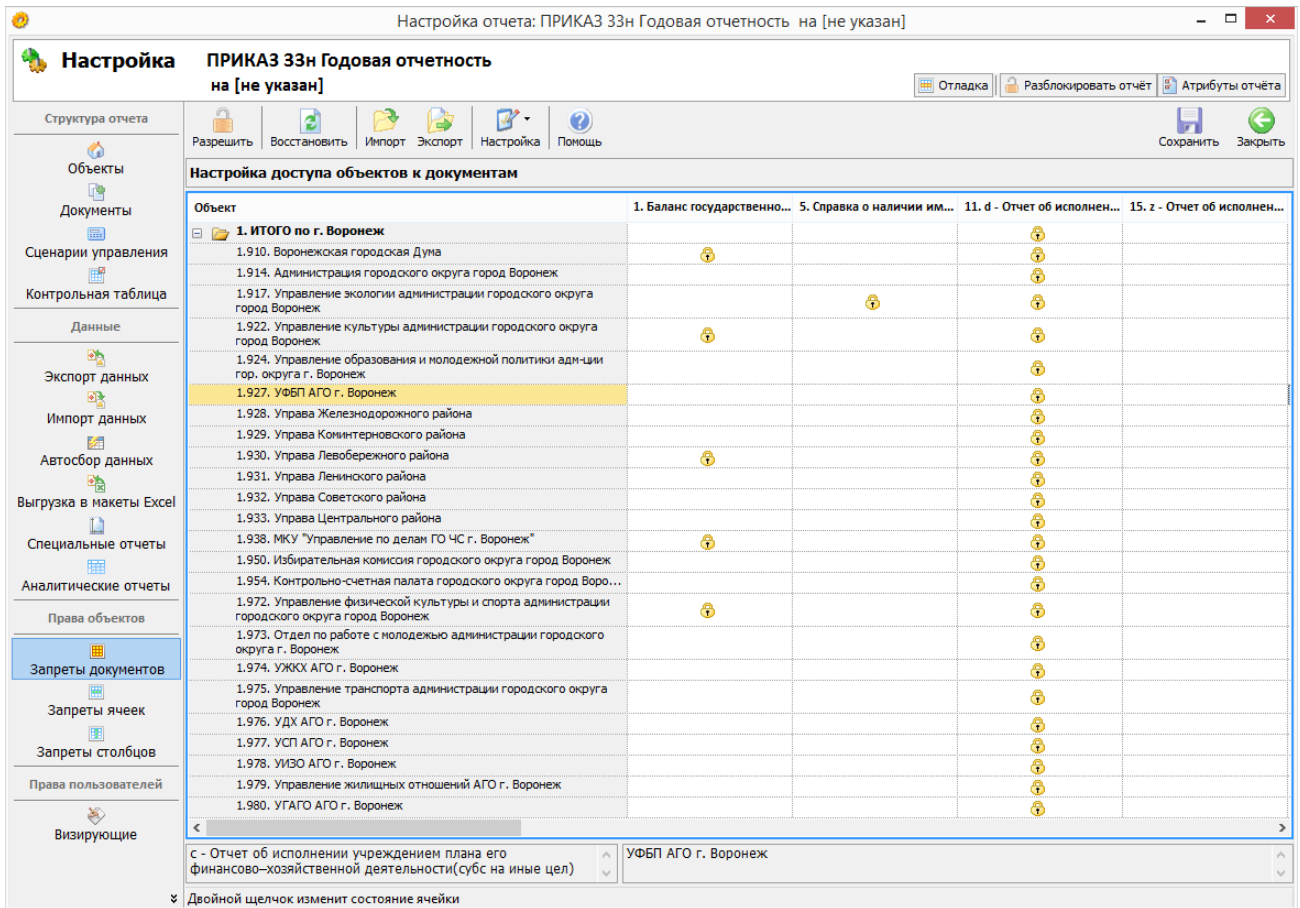 Настройка отчета: ПРИКАЗ 33н Годовая отчетность  на [не указан]
Настройка
ПРИКАЗ 33н Годовая отчетность
на [не указан]
Отладка
Разблокировать отчёт
Атрибуты отчёта
Структура отчета
Объекты
Документы
Сценарии управления
Контрольная таблица
Данные
Экспорт данных
Импорт данных
Автосбор данных
Выгрузка в макеты Excel
Специальные отчеты
Аналитические отчеты
Права объектов
Запреты документов
Запреты ячеек
Запреты столбцов
Права пользователей
Визирующие
Разрешить
Восстановить
Импорт
Экспорт
Настройка
Помощь
Сохранить
Закрыть
Настройка доступа объектов к документам
Объект
1. Баланс государственно...
5. Справка о наличии им...
11. d - Отчет об исполнен...
15. z - Отчет об исполнен...
1. ИТОГО по г. Воронеж
1.910. Воронежская городская Дума
1.914. Администрация городского округа город Воронеж
1.917. Управление экологии администрации городского округа
город Воронеж
1.922. Управление культуры администрации городского округа
город Воронеж
1.924. Управление образования и молодежной политики адм-ции
гор. округа г. Воронеж
1.927. УФБП АГО г. Воронеж
1.928. Управа Железнодорожного района
1.929. Управа Коминтерновского района
1.930. Управа Левобережного района
1.931. Управа Ленинского района
1.932. Управа Советского района
1.933. Управа Центрального района
1.938. МКУ "Управление по делам ГО ЧС г. Воронеж"
1.950. Избирательная комиссия городского округа город Воронеж
1.954. Контрольно-счетная палата городского округа город Воро...
1.972. Управление физической культуры и спорта администрации
городского округа город Воронеж
1.973. Отдел по работе с молодежью администрации городского
округа г. Воронеж
1.974. УЖКХ АГО г. Воронеж
1.975. Управление транспорта администрации городского округа
город Воронеж
1.976. УДХ АГО г. Воронеж
1.977. УСП АГО г. Воронеж
1.978. УИЗО АГО г. Воронеж
1.979. Управление жилищных отношений АГО г. Воронеж
1.980. УГАГО АГО г. Воронеж
с - Отчет об исполнении учреждением плана его
финансово–хозяйственной деятельности(субс на иные цел)
УФБП АГО г. Воронеж
Двойной щелчок изменит состояние ячейки